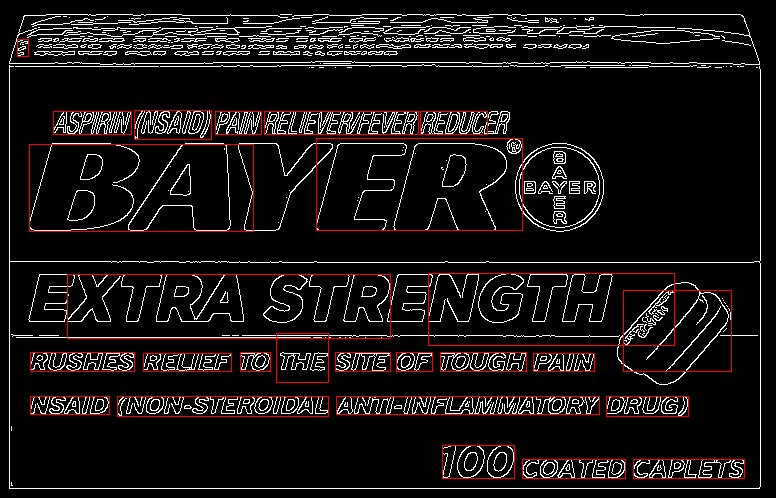 ASPIRIN (NSAID) PAIN RELIEVER/FEVER REDUCER
BAYER®
BAYER
BAYER
EXTRA STRENGTH
RUSHES RELIEF TO THE SITE OF TOUGH PAIN
NSAID (NON-STEROIDAL ANTI-INFLAMMATORY DRUG)
100 COATED CAPLETS